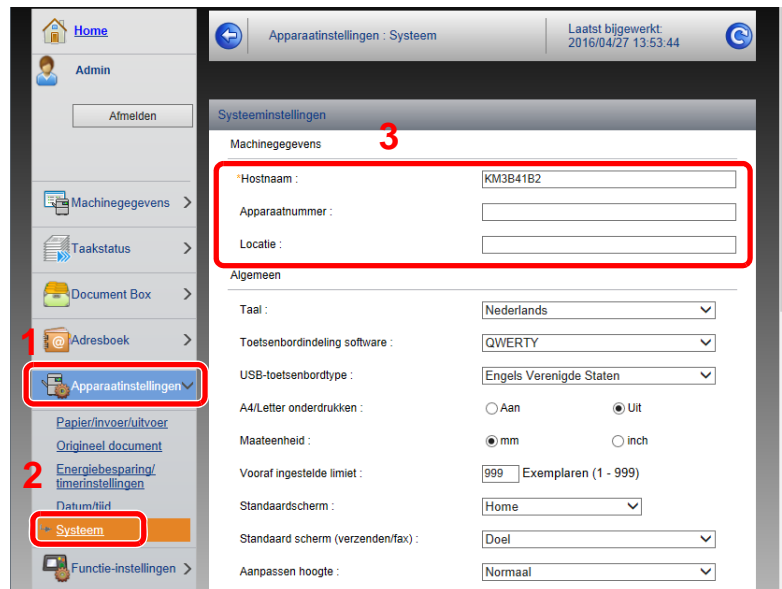 Home
Admin
Afmelden
Machinegegevens
Taakstatus
Document Box
1
Adresboek
Apparaatinstellingen
Papier/invoer/uitvoer
Origineel document
2
Energiebesparing/
timerinstellingen
Datum/tijd
Systeem
Functie-instellingen
Apparaatinstellingen : Systeem
Laatst bijgewerkt:
2016/04/27 13:53:44
Systeeminstellingen
3
Machinegegevens
*Hostnaam : KM3B41B2
Apparaatnummer :
Locatie :
Algemeen
Taal : Nederlands
Toetsenbordindeling software : QWERTY
USB-toetsenbordtype : Engels Verenigde Staten
A4/Letter onderdrukken : Aan Uit
Maateenheid : mm inch
Vooraf ingestelde limiet : 999 Exemplaren (1 - 999)
Standaardscherm : Home
Standaard scherm (verzenden/fax) : Doel
Aanpassen hoogte : Normaal